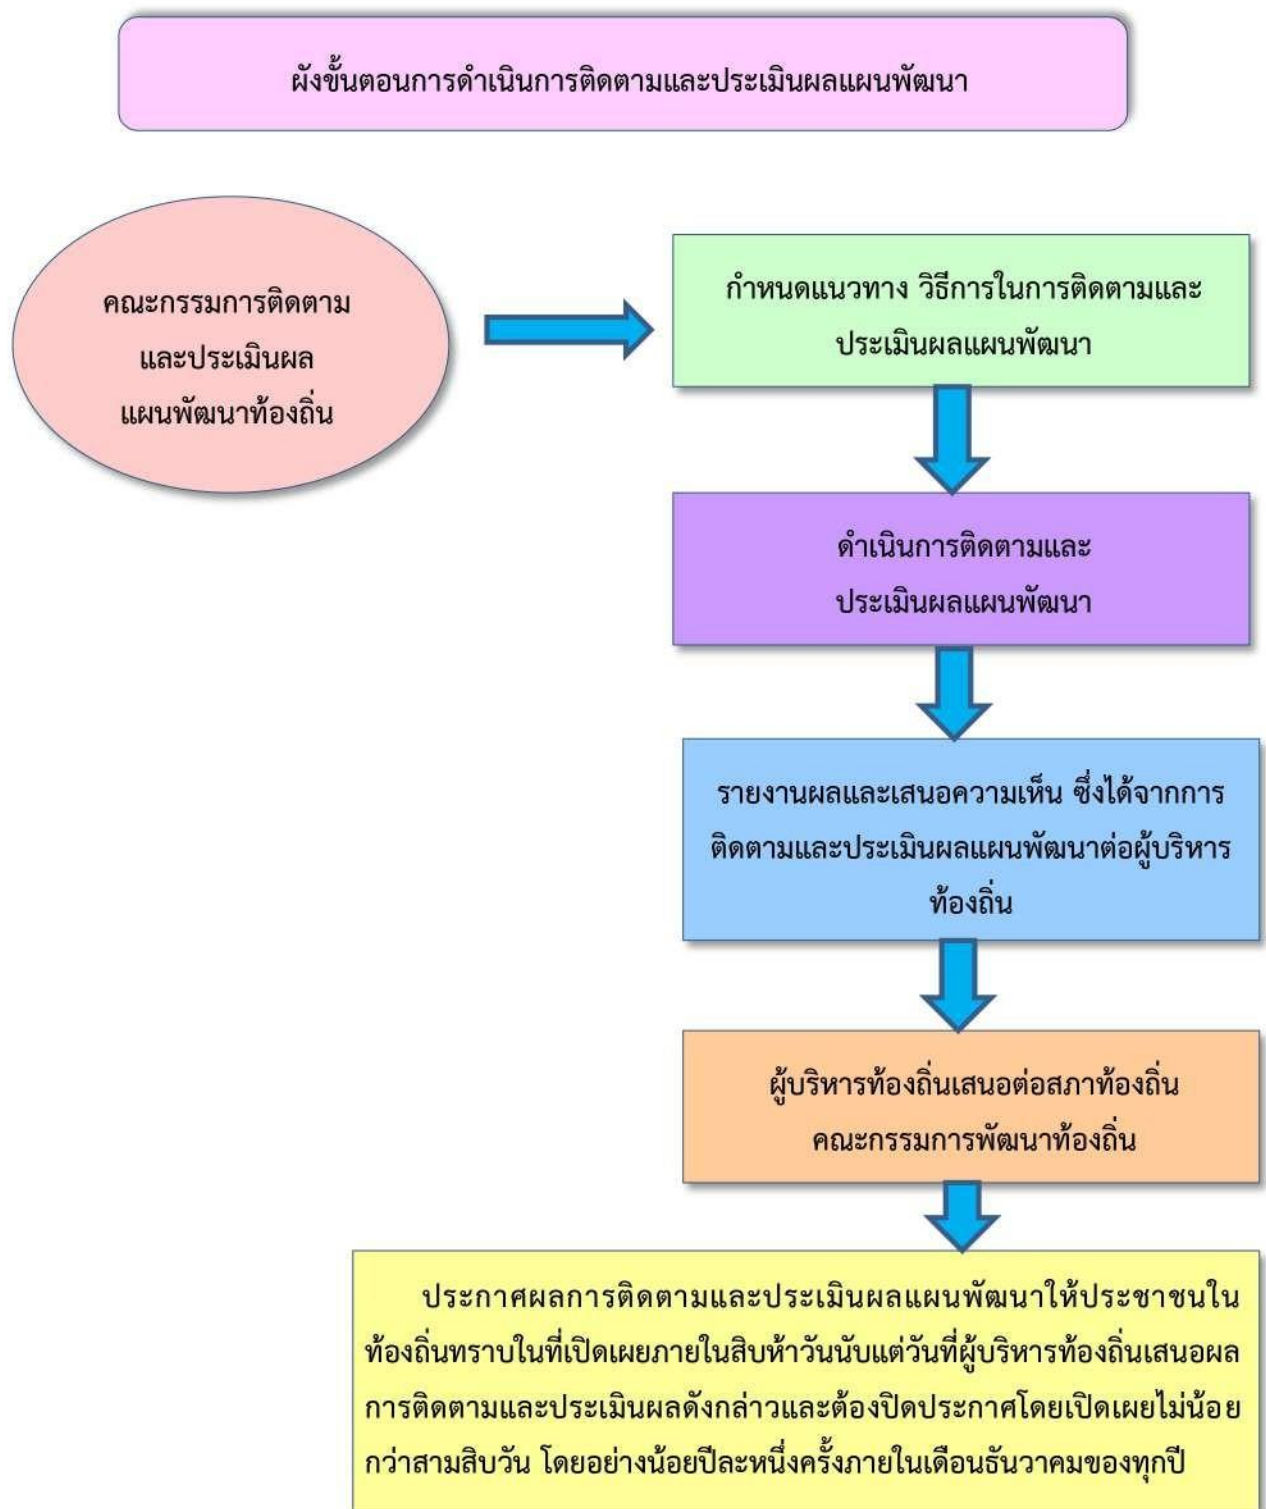 ผังขั้นตอนการดำเนินการติดตามและประเมินผลแผนพัฒนา
คณะกรรมการติดตาม
และประเมินผล
แผนพัฒนาท้องถิ่น
กำหนดแนวทาง วิธีการในการติดตามและ
ประเมินผลแผนพัฒนา
ดำเนินการติดตามและ
ประเมินผลแผนพัฒนา
รายงานผลและเสนอความเห็น ซึ่งได้จากการ
ติดตามและประเมินผลแผนพัฒนาต่อผู้บริหาร
ท้องถิ่น
ผู้บริหารท้องถิ่นเสนอต่อสภาท้องถิ่น
คณะกรรมการพัฒนาท้องถิ่น
ประกาศผลการติดตามและประเมินผลแผนพัฒนาให้ประชาชนใน
ท้องถิ่นทราบในที่เปิดเผยภายในสิบห้าวันนับแต่วันที่ผู้บริหารท้องถิ่นเสนอผล
การติดตามและประเมินผลดังกล่าวและต้องปิดประกาศโดยเปิดเผยไม่น้อย
กว่าสามสิบวัน โดยอย่างน้อยปีละหนึ่งครั้งภายในเดือนธันวาคมของทุกปี